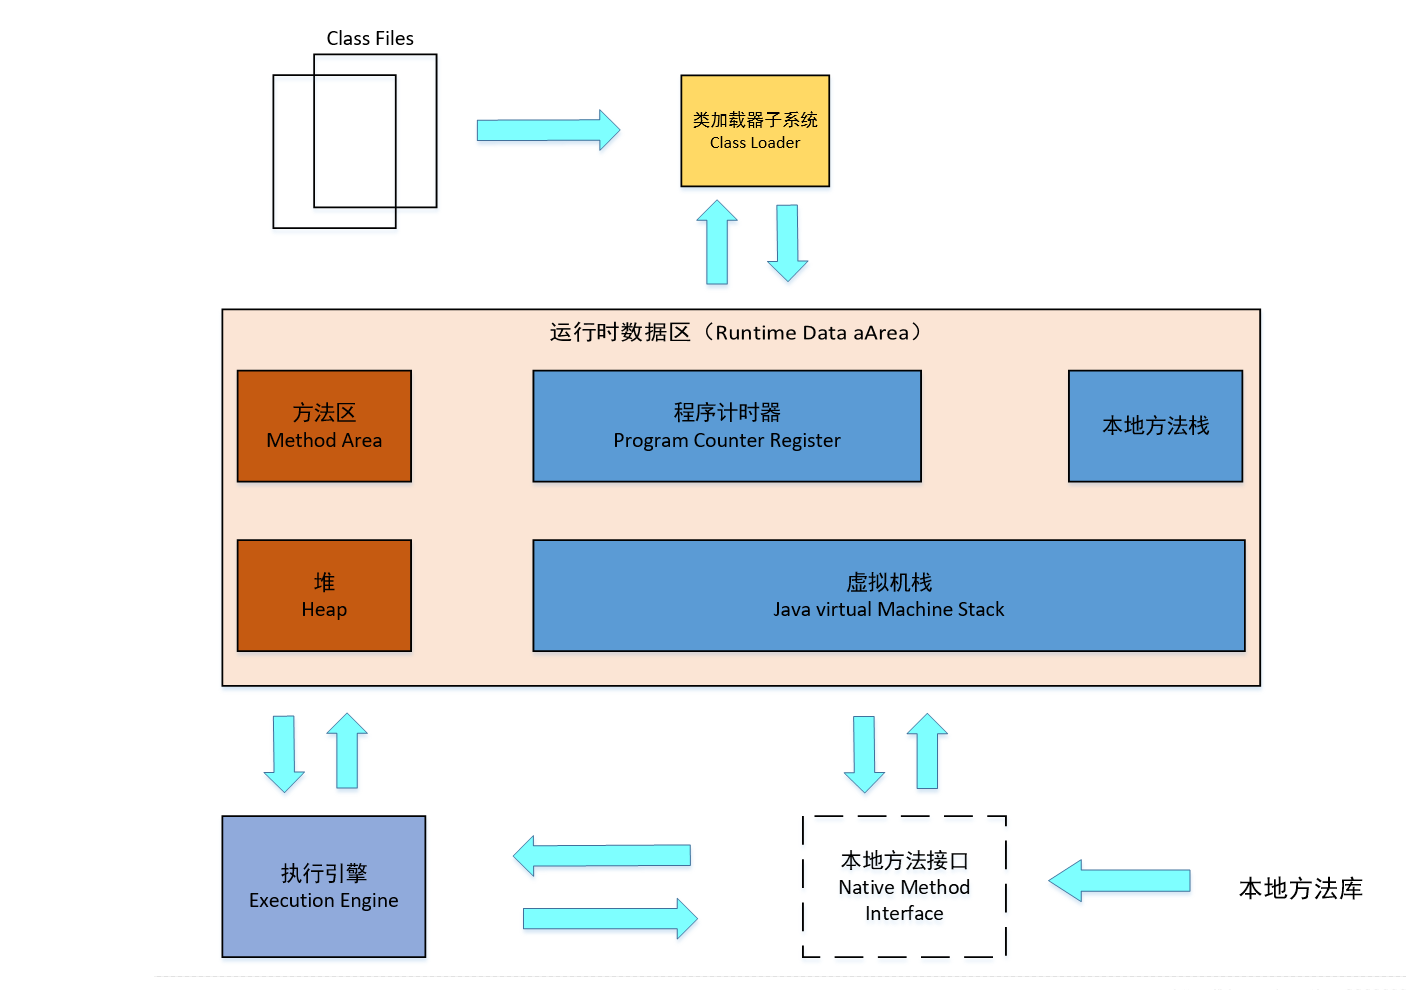 Class Files
类加载器子系统
Class Loader
运行时数据区（Runtime Data aArea）
方法区
Method Area
程序计时器
Program Counter Register
本地方法栈
堆
Heap
虚拟机栈
Java virtual Machine Stack
执行引擎
Execution Engine
本地方法接口
Native Method
Interface
本地方法库